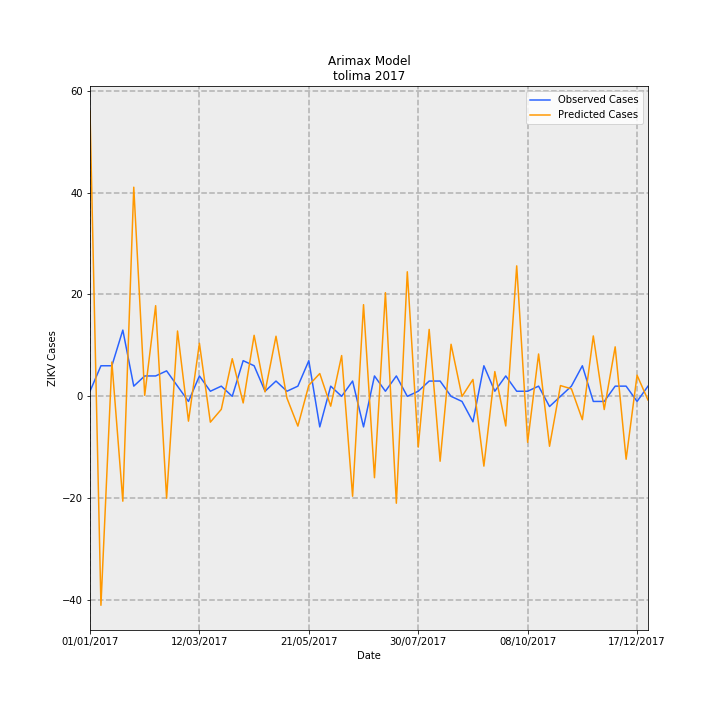 Arimax Model
tolima 2017
Observed Cases
Predicted Cases
ZIKV Cases
60
40
20
0
−20
−40
01/01/2017 12/03/2017 21/05/2017 30/07/2017 08/10/2017 17/12/2017
Date